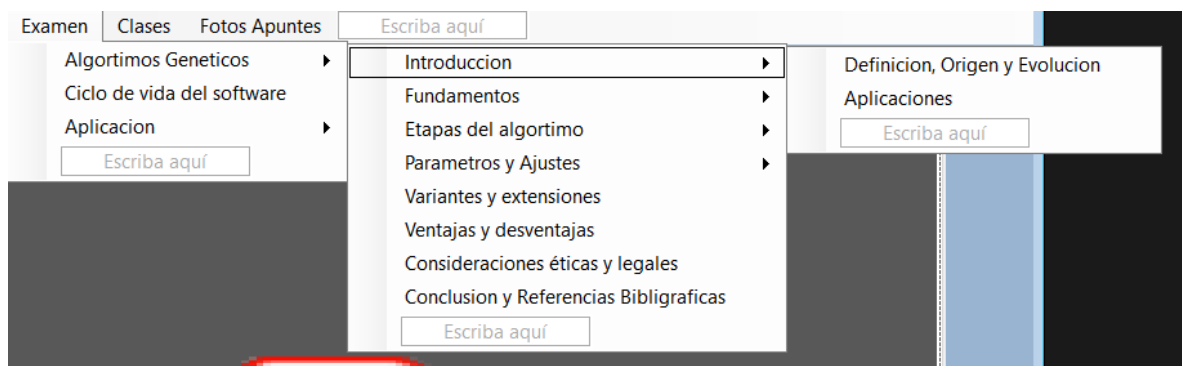 Examen Clases Fotos Apuntes Escriba aquí
Algortimos Geneticos
Ciclo de vida del software
Aplicacion
Escriba aquí
Introduccion
Fundamentos
Etapas del algortimo
Parametros y Ajustes
Variantes y extensiones
Ventajas y desventajas
Consideraciones éticas y legales
Conclusion y Referencias Bibligraficas
Escriba aquí
Definicion, Origen y Evolucion
Aplicaciones
Escriba aquí